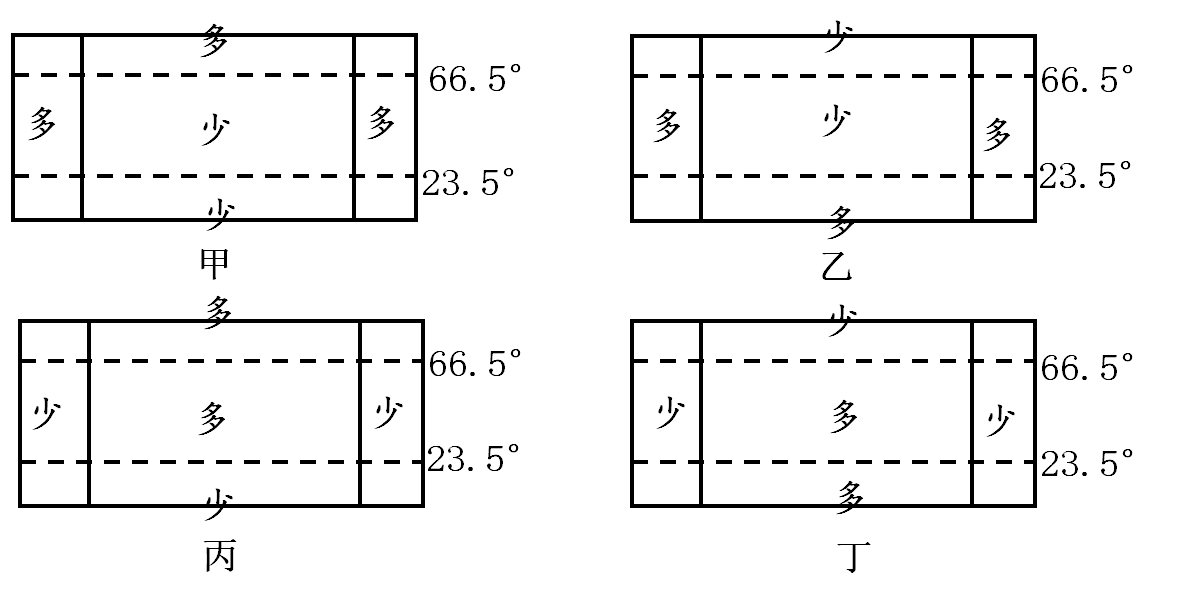 多 少
66.5° 66.5°
多 少 多 多 少 多
23.5° 23.5°
少 多
甲 乙
多 少
66.5° 66.5°
少 多 少 少 多 少
23.5° 23.5°
少 多
丙 丁